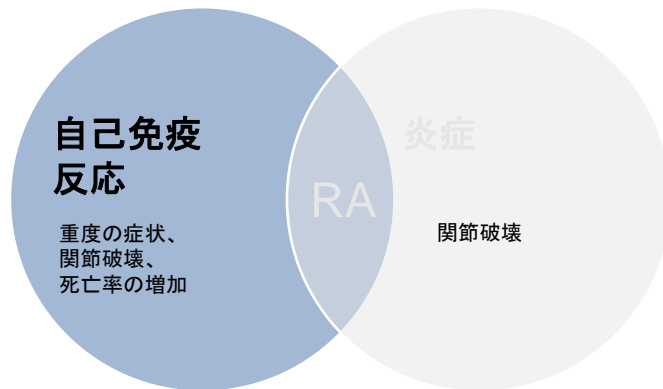 自己免疫
反応
重度の症状、
関節破壊、
死亡率の増加
RA
炎症
関節破壊